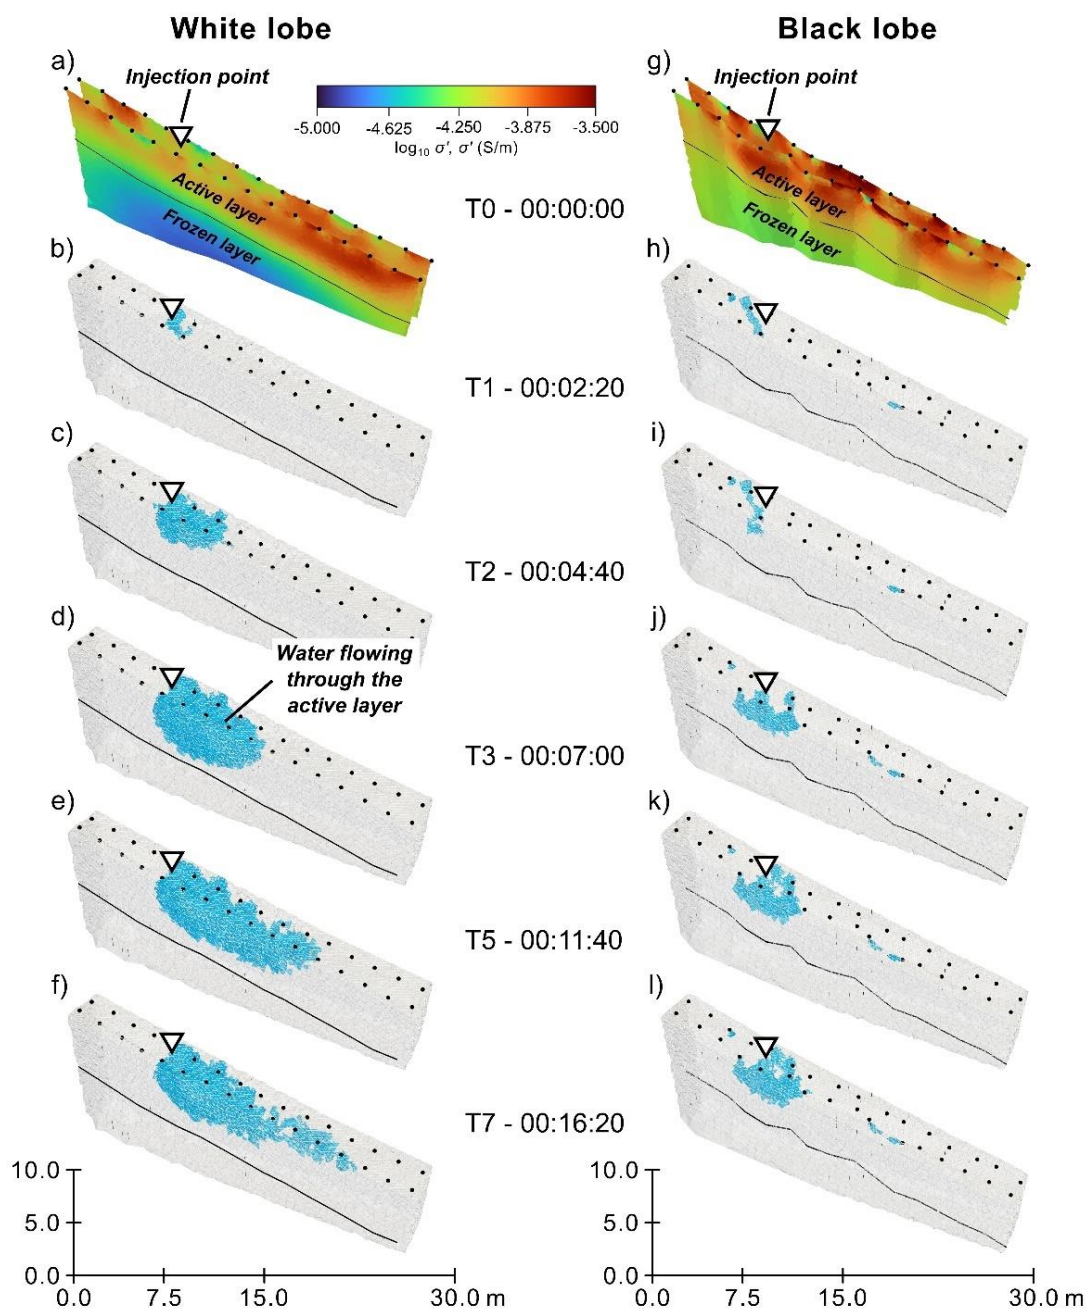 White lobe
Black lobe
a)
Injection point
g)
Injection point
-5.000 -4.625 -4.250 -3.875 -3.500
log₁₀ σ', σ' (S/m)
Active layer
Frozen layer
T0 - 00:00:00
Active layer
Frozen layer
b)
h)
T1 - 00:02:20
c)
i)
T2 - 00:04:40
d)
Water flowing
through the
active layer
j)
T3 - 00:07:00
e)
k)
T5 - 00:11:40
f)
l)
T7 - 00:16:20
10.0
5.0
0.0
0.0 7.5 15.0 30.0 m
10.0
5.0
0.0
0.0 7.5 15.0 30.0 m